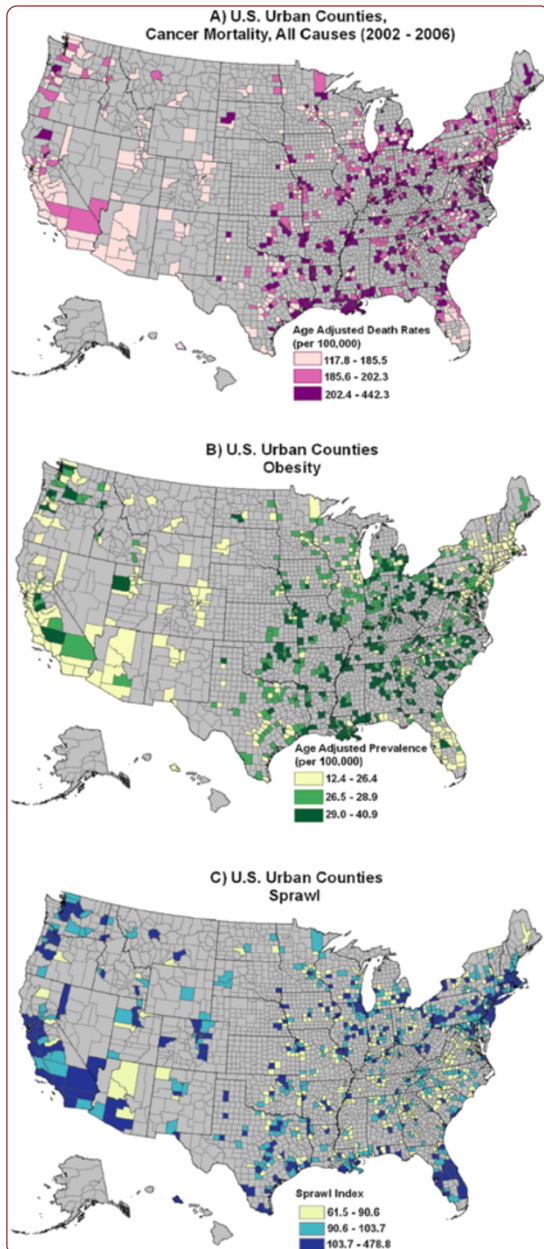 A) U.S. Urban Counties,
Cancer Mortality, All Causes (2002 - 2006)
Age Adjusted Death Rates
(per 100,000)
117.8 - 185.5
185.6 - 202.3
202.4 - 442.3
B) U.S. Urban Counties
Obesity
Age Adjusted Prevalence
(per 100,000)
12.4 - 26.4
26.5 - 28.9
29.0 - 40.9
C) U.S. Urban Counties
Sprawl
Sprawl Index
61.5 - 90.6
90.6 - 103.7
103.7 - 478.8